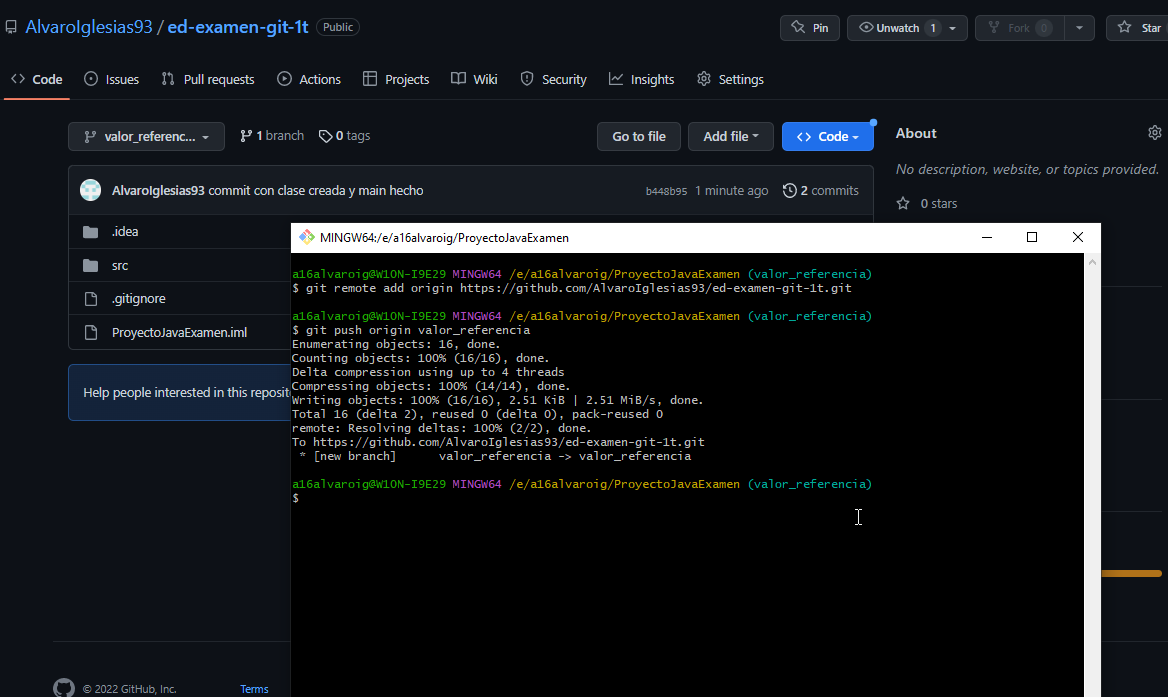 AlvaroIglesias93 / ed-examen-git-1t Public
Pin Unwatch 1 Fork 0 Star
Code Issues Pull requests Actions Projects Wiki Security Insights Settings
valor_referenc... 1 branch 0 tags Go to file Add file Code
About
No description, website, or topics provided.
0 stars
AlvaroIglesias93 commit con clase creada y main hecho b448b95 1 minute ago 2 commits
.idea
src
.gitignore
ProyectoJavaExamen.iml
Help people interested in this reposit
MINGW64:/e/a16alvaroig/ProyectoJavaExamen
a16alvaroig@W10N-I9E29 MINGW64 /e/a16alvaroig/ProyectoJavaExamen (valor_referencia)
$ git remote add origin https://github.com/AlvaroIglesias93/ed-examen-git-1t.git
a16alvaroig@W10N-I9E29 MINGW64 /e/a16alvaroig/ProyectoJavaExamen (valor_referencia)
$ git push origin valor_referencia
Enumerating objects: 16, done.
Counting objects: 100% (16/16), done.
Delta compression using up to 4 threads
Compressing objects: 100% (14/14), done.
Writing objects: 100% (16/16), 2.51 KiB | 2.51 MiB/s, done.
Total 16 (delta 2), reused 0 (delta 0), pack-reused 0
remote: Resolving deltas: 100% (2/2), done.
To https://github.com/AlvaroIglesias93/ed-examen-git-1t.git
* [new branch] valor_referencia -> valor_referencia
a16alvaroig@W10N-I9E29 MINGW64 /e/a16alvaroig/ProyectoJavaExamen (valor_referencia)
$
© 2022 GitHub, Inc. Terms